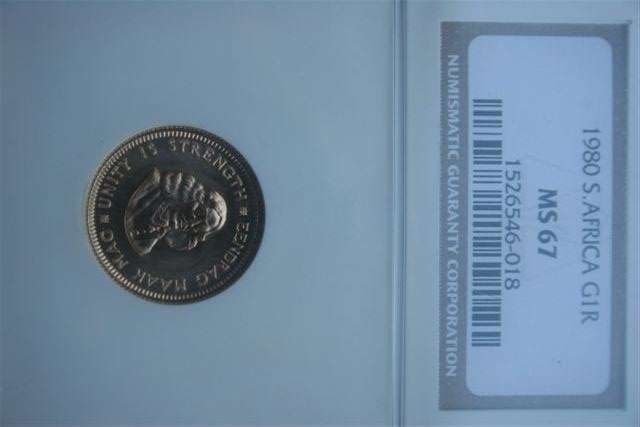 1980 S.AFRICA G1R
MS 67
1526546-018
NUMISMATIC GUARANTY CORPORATION
UNITY IS STRENGTH
EENDRAG MAAK MAG